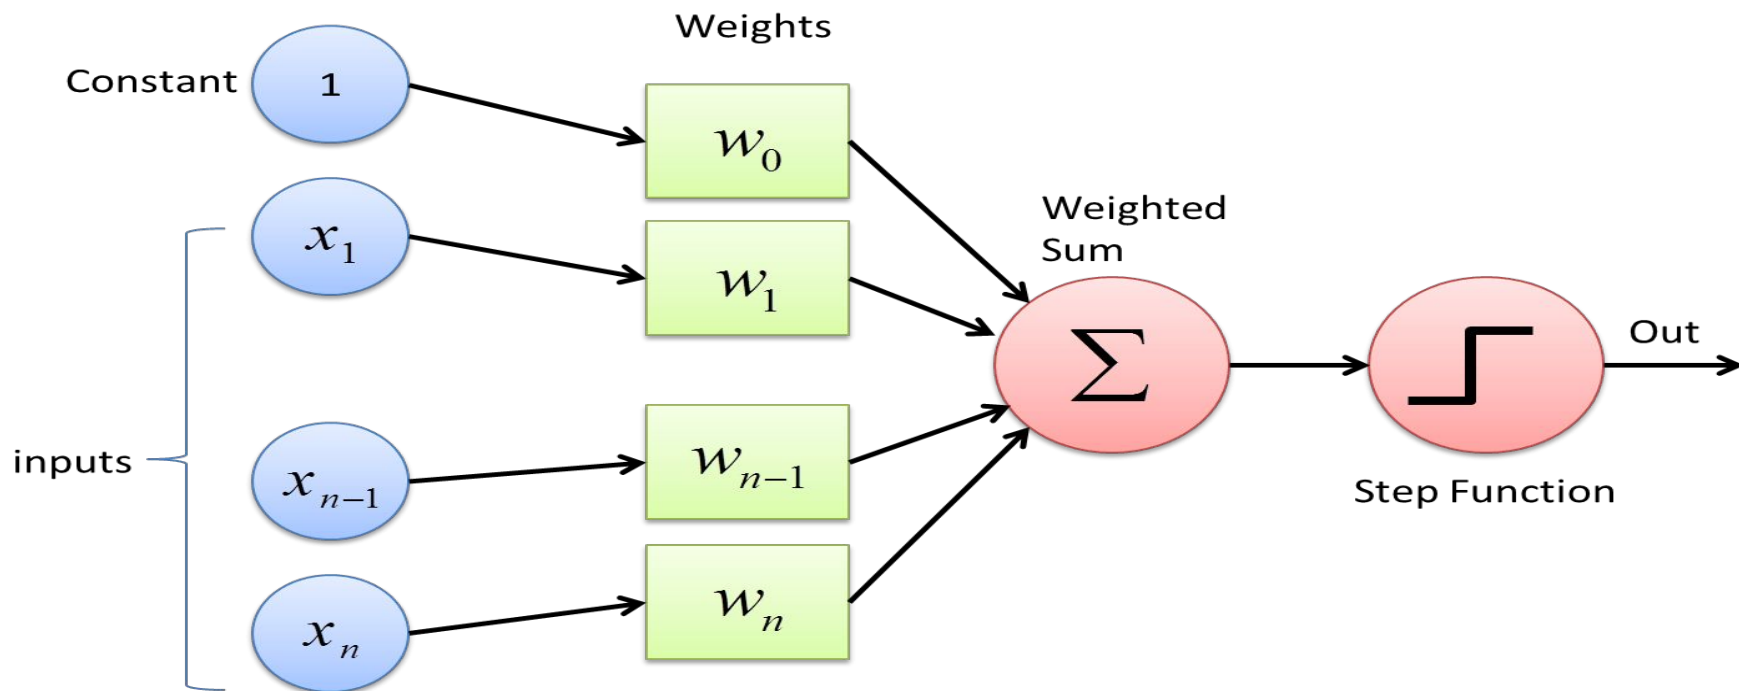 Weights
Constant
1
w₀
x₁
w₁
Weighted
Sum
Σ
Out
inputs
xₙ₋₁
wₙ₋₁
Step Function
xₙ
wₙ